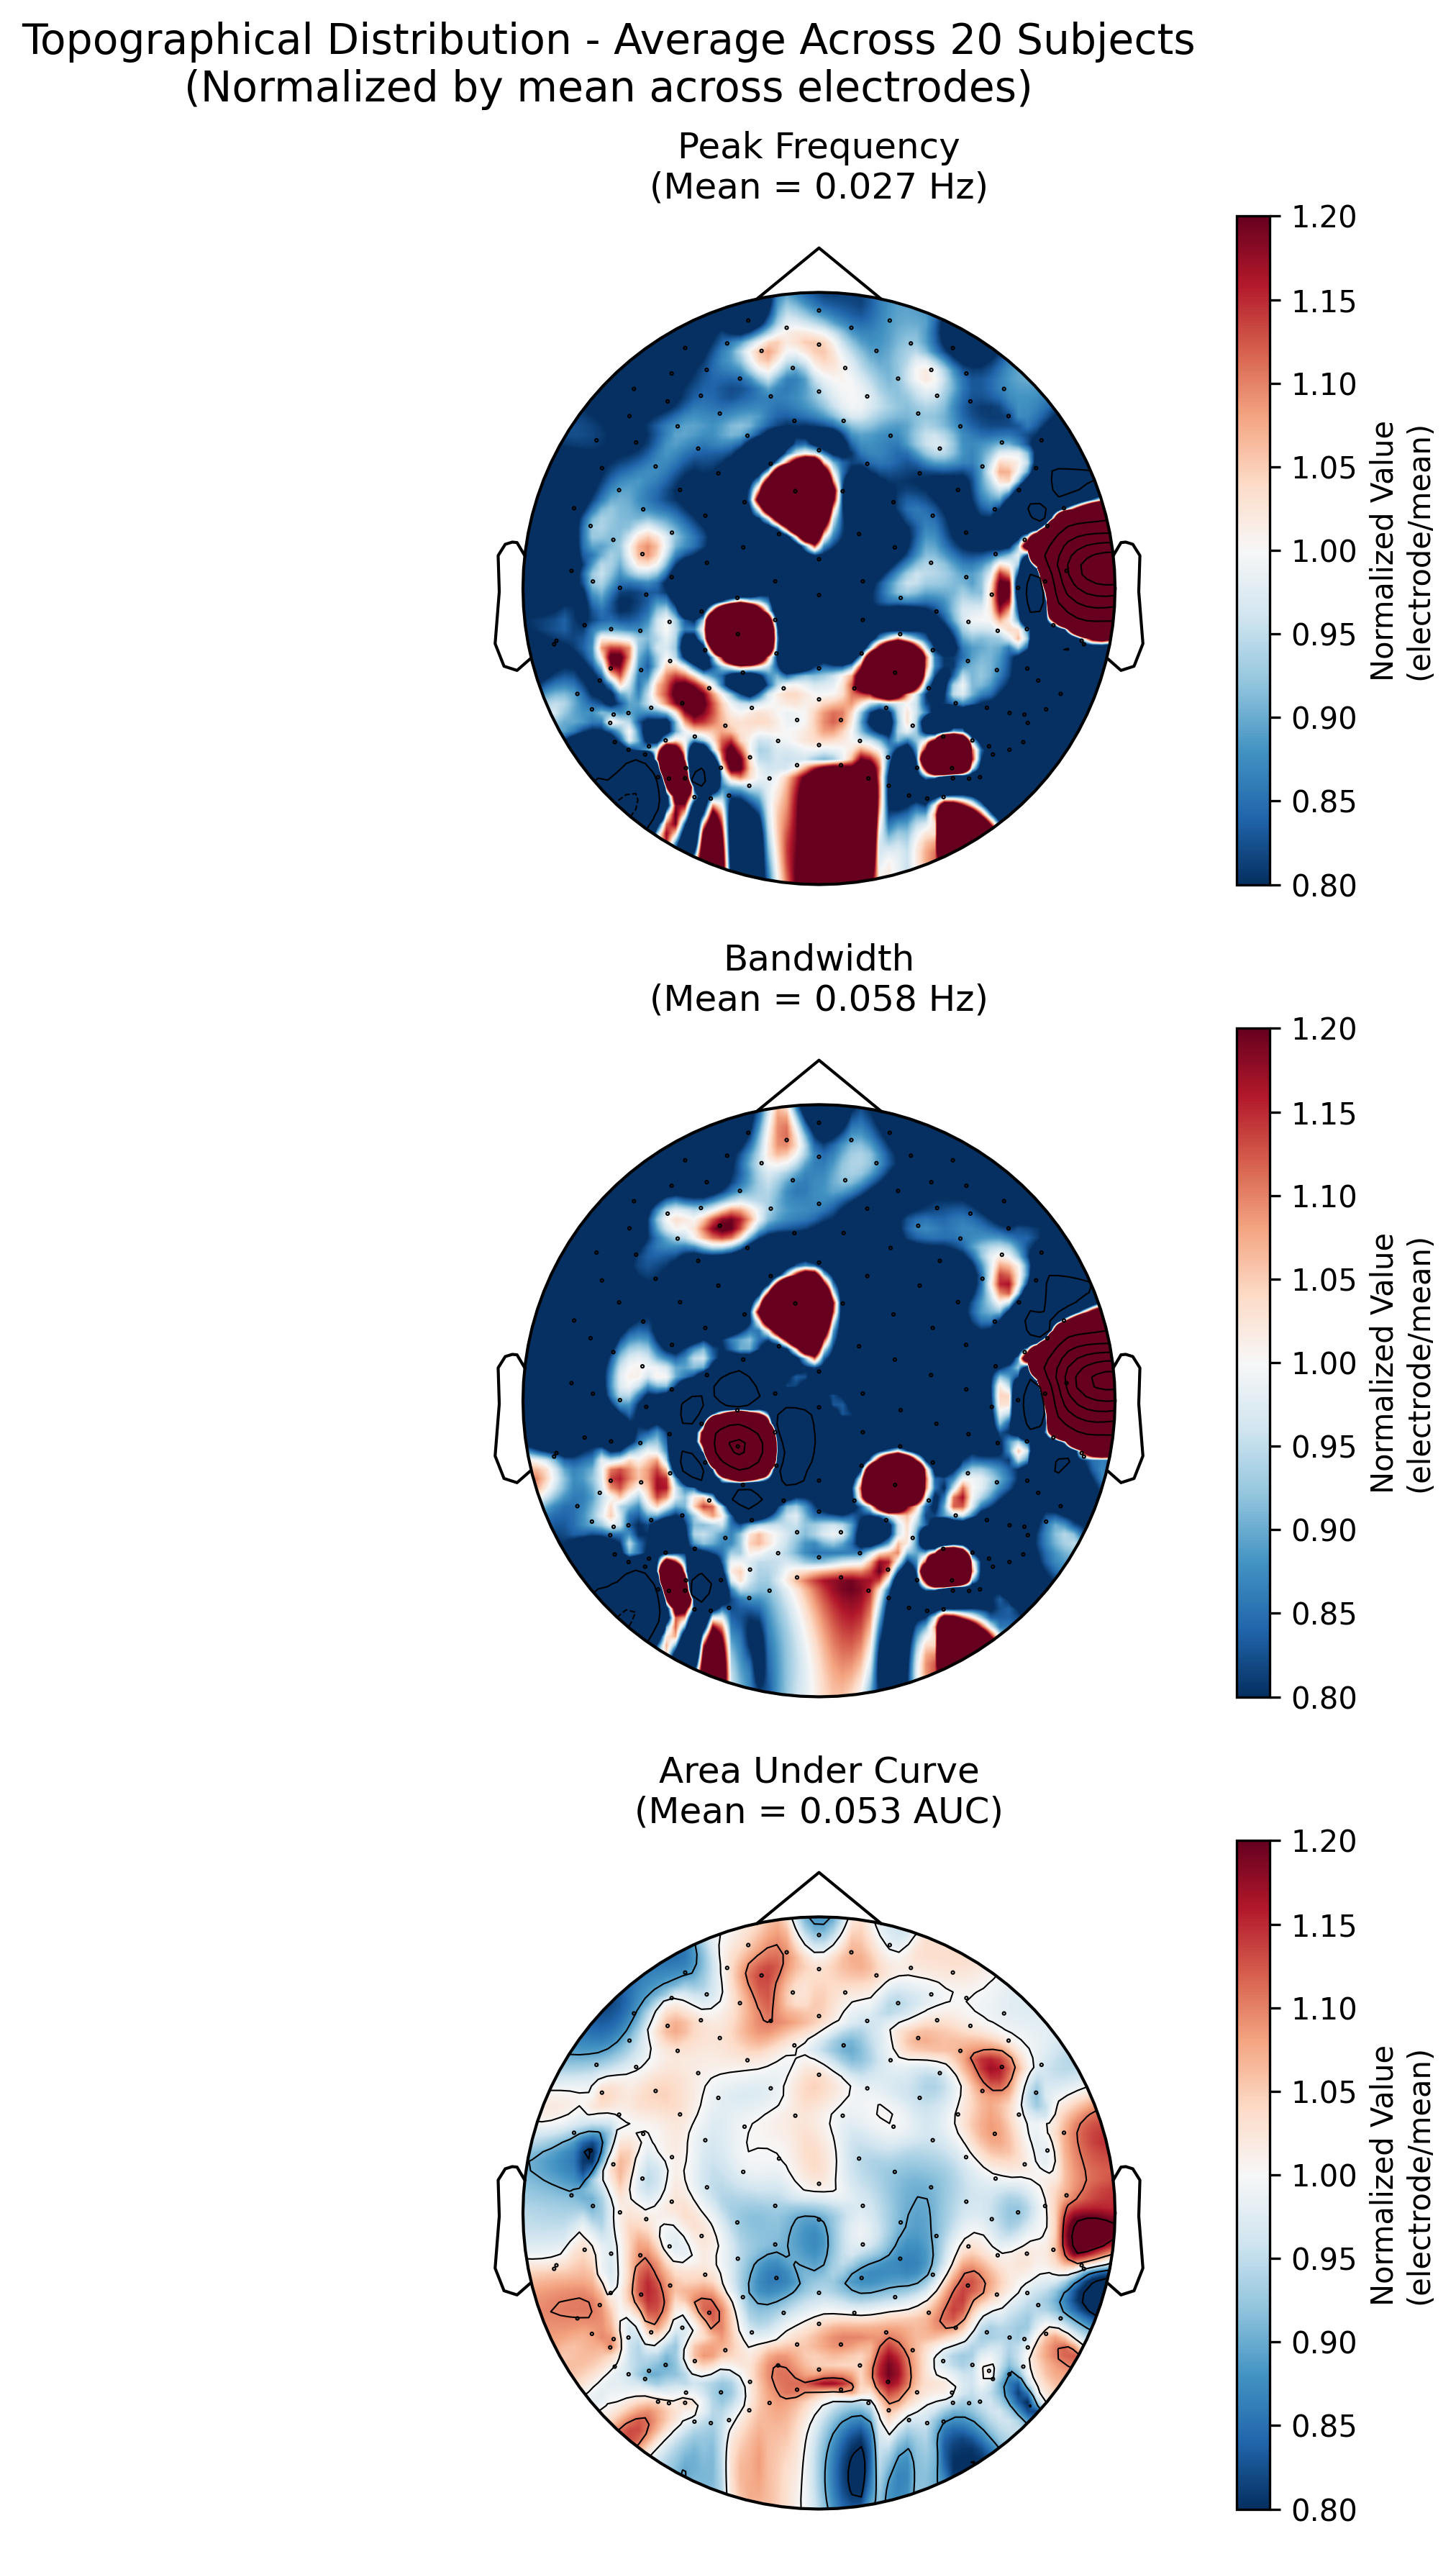 Topographical Distribution - Average Across 20 Subjects
(Normalized by mean across electrodes)
Peak Frequency
(Mean = 0.027 Hz)
1.20
1.15
1.10
1.05
1.00
0.95
0.90
0.85
0.80
Normalized Value
(electrode/mean)
Bandwidth
(Mean = 0.058 Hz)
1.20
1.15
1.10
1.05
1.00
0.95
0.90
0.85
0.80
Normalized Value
(electrode/mean)
Area Under Curve
(Mean = 0.053 AUC)
1.20
1.15
1.10
1.05
1.00
0.95
0.90
0.85
0.80
Normalized Value
(electrode/mean)